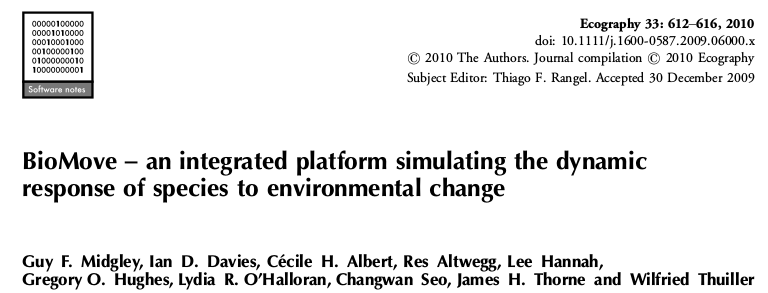 00000100000
00001010000
00010001000
00100000100
01000000010
10000000001
Software notes
Ecography 33: 612–616, 2010
doi: 10.1111/j.1600-0587.2009.06000.x
© 2010 The Authors. Journal compilation © 2010 Ecography
Subject Editor: Thiago F. Rangel. Accepted 30 December 2009
BioMove – an integrated platform simulating the dynamic
response of species to environmental change
Guy F. Midgley, Ian D. Davies, Cécile H. Albert, Res Altwegg, Lee Hannah,
Gregory O. Hughes, Lydia R. O'Halloran, Changwan Seo, James H. Thorne and Wilfried Thuiller